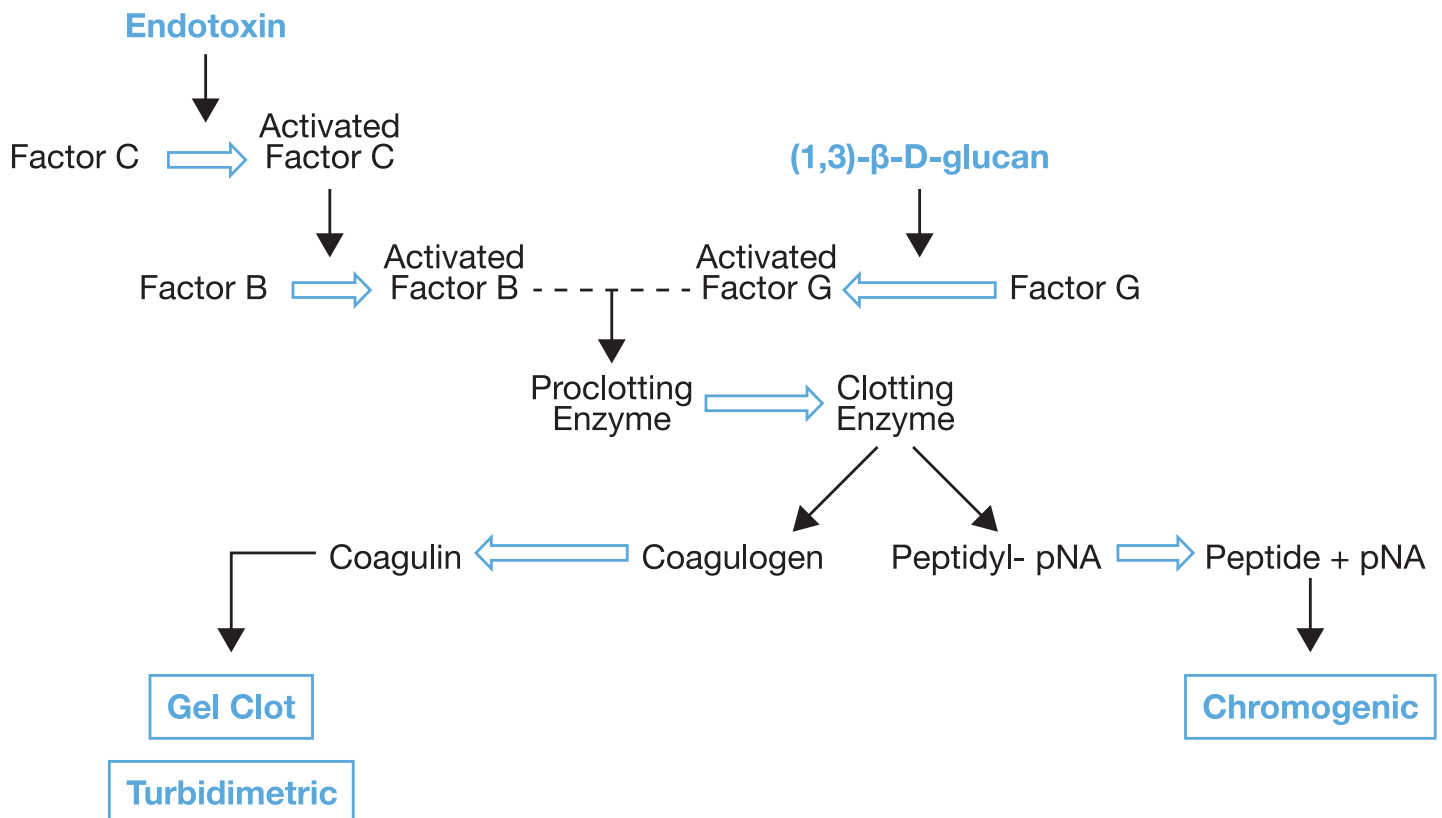 Endotoxin
Factor C
Activated
Factor C
(1,3)-β-D-glucan
Factor B
Activated
Factor B
Activated
Factor G
Factor G
Proclotting
Enzyme
Clotting
Enzyme
Coagulin
Coagulogen
Peptidyl- pNA
Peptide + pNA
Gel Clot
Chromogenic
Turbidimetric